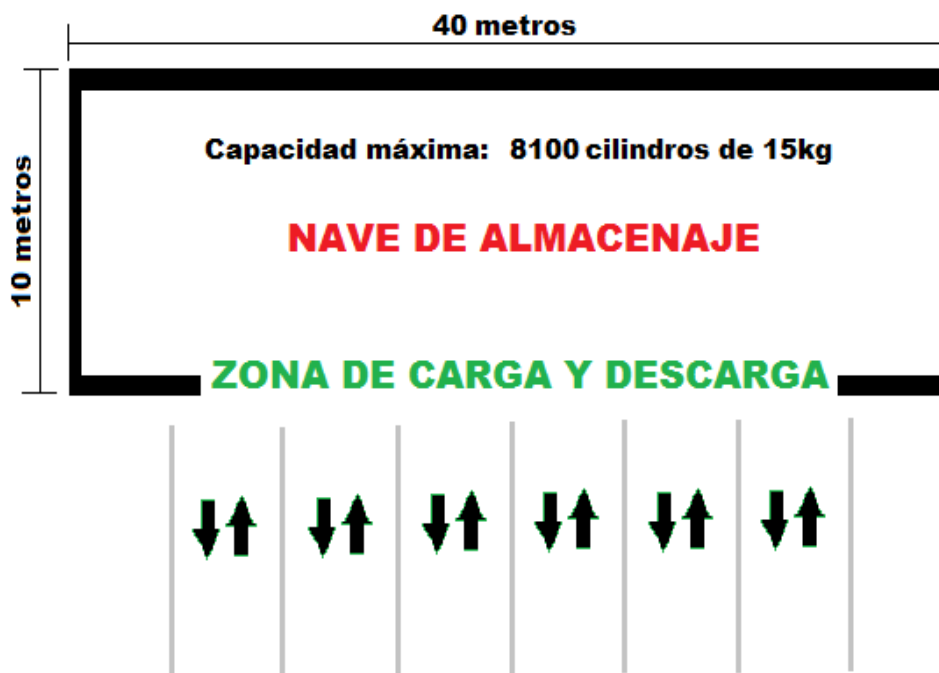 40 metros
10 metros
Capacidad máxima: 8100 cilindros de 15kg
NAVE DE ALMACENAJE
ZONA DE CARGA Y DESCARGA